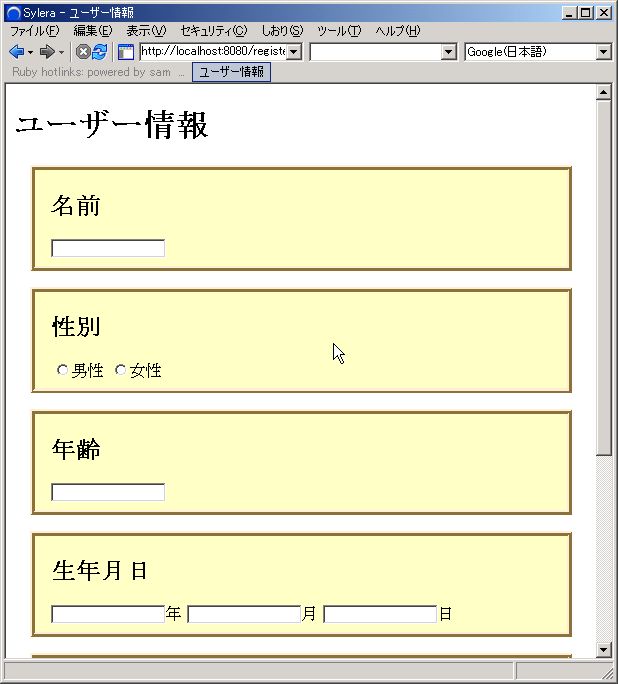 Sylera - ユーザー情報
ファイル(F) 編集(E) 表示(V) セキュリティ(C) しおり(S) ツール(T) ヘルプ(H)
http://localhost:8080/registe Google(日本語)
Ruby hotlinks: powered by sam ... ユーザー情報
ユーザー情報
名前
性別
男性 女性
年齢
生年月日
年 月 日